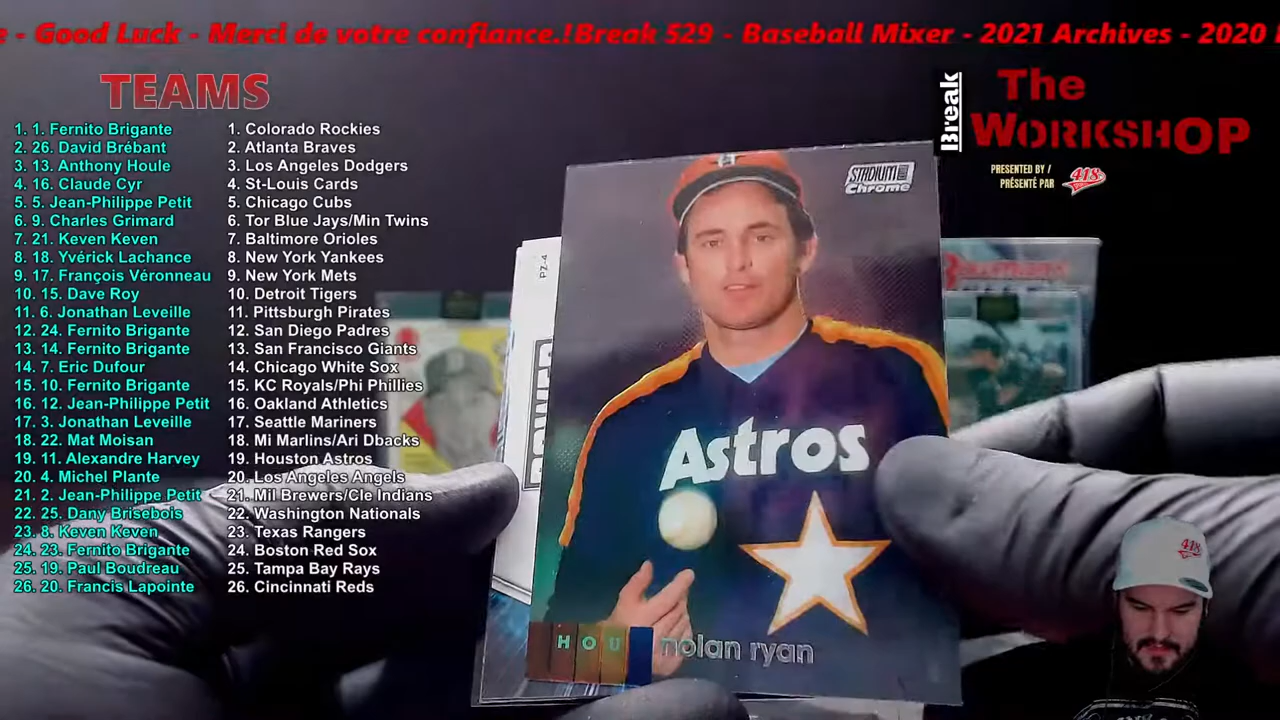 e - Good Luck - Merci de votre confiance.!Break 529 - Baseball Mixer - 2021 Archives - 2020
TEAMS
1. 1. Fernito Brigante
2. 26. David Brébant
3. 13. Anthony Houle
4. 16. Claude Cyr
5. 5. Jean-Philippe Petit
6. 9. Charles Grimard
7. 21. Keven Keven
8. 18. Yvérick Lachance
9. 17. François Véronneau
10. 15. Dave Roy
11. 6. Jonathan Leveille
12. 24. Fernito Brigante
13. 14. Fernito Brigante
14. 7. Eric Dufour
15. 10. Fernito Brigante
16. 12. Jean-Philippe Petit
17. 3. Jonathan Leveille
18. 22. Mat Moisan
19. 11. Alexandre Harvey
20. 4. Michel Plante
21. 2. Jean-Philippe Petit
22. 25. Dany Brisebois
23. 8. Keven Keven
24. 23. Fernito Brigante
25. 19. Paul Boudreau
26. 20. Francis Lapointe
1. Colorado Rockies
2. Atlanta Braves
3. Los Angeles Dodgers
4. St-Louis Cards
5. Chicago Cubs
6. Tor Blue Jays/Min Twins
7. Baltimore Orioles
8. New York Yankees
9. New York Mets
10. Detroit Tigers
11. Pittsburgh Pirates
12. San Diego Padres
13. San Francisco Giants
14. Chicago White Sox
15. KC Royals/Phi Phillies
16. Oakland Athletics
17. Seattle Mariners
18. Mi Marlins/Ari Dbacks
19. Houston Astros
20. Los Angeles Angels
21. Mil Brewers/Cle Indians
22. Washington Nationals
23. Texas Rangers
24. Boston Red Sox
25. Tampa Bay Rays
26. Cincinnati Reds
Break
The
WORKSHOP
PRESENTED BY /
PRÉSENTÉ PAR
418
STADIUM CLUB
Chrome
PZ-4
POWER
Bowman
Astros
HOU
nolan ryan
418